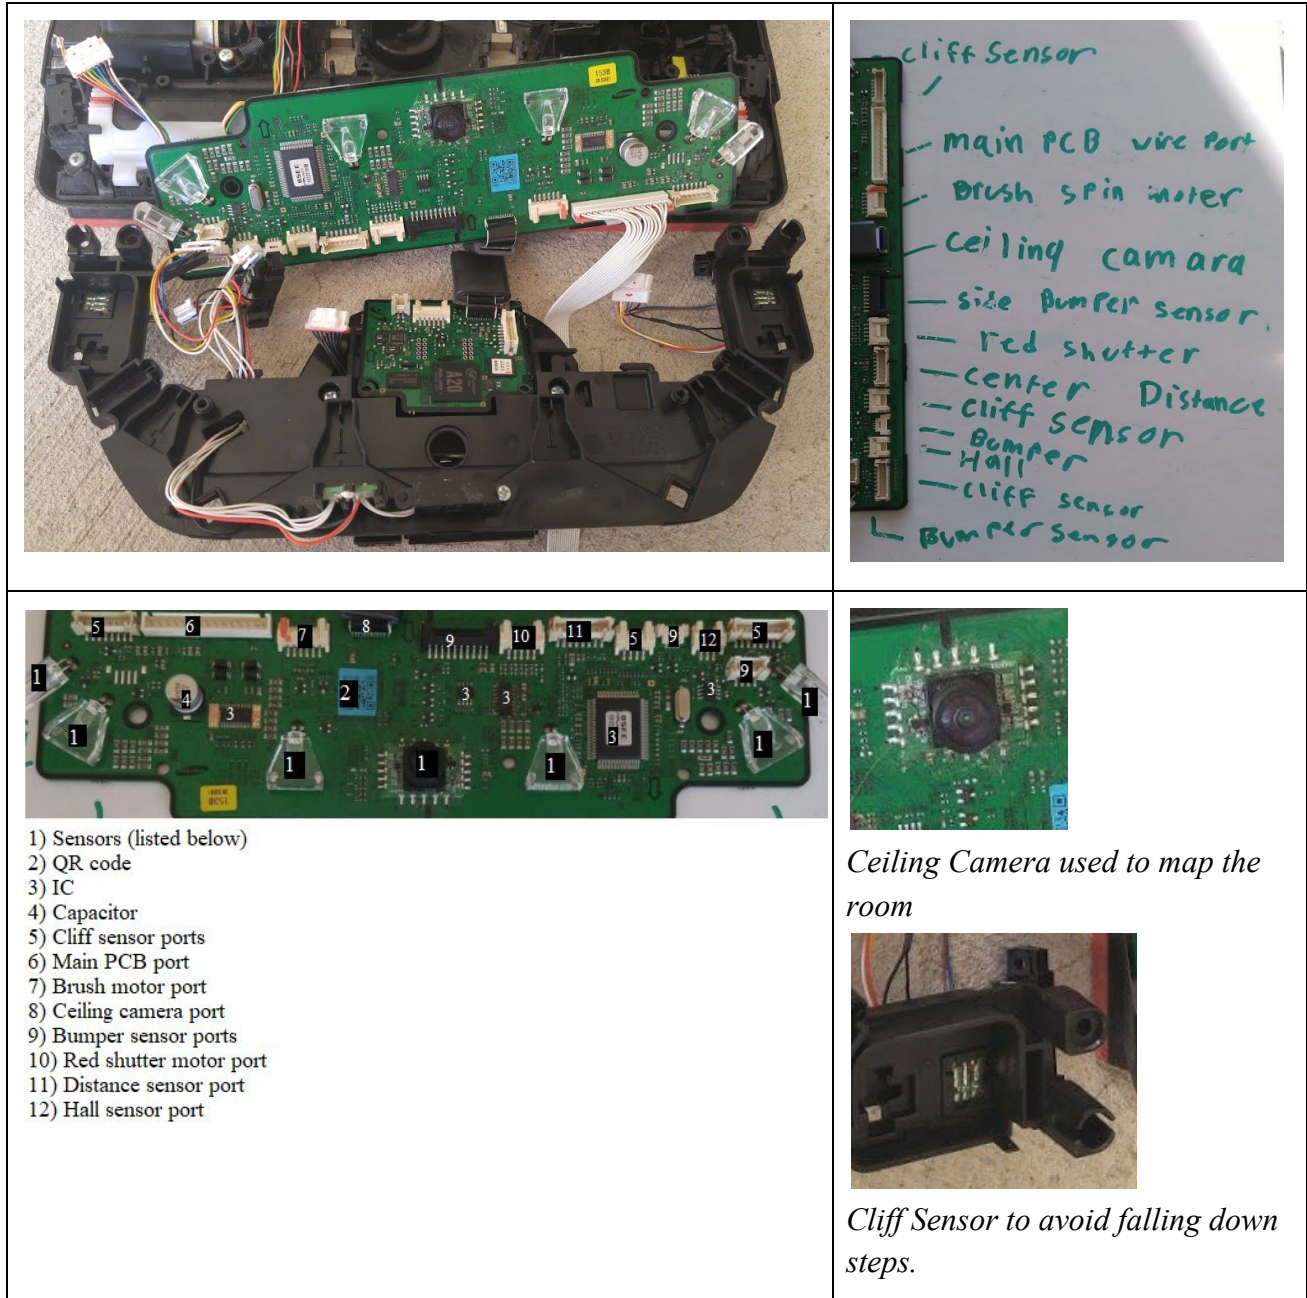 153B
BSEE
A20
cliff Sensor
main PCB wire Port
Brush spin moter
ceiling camara
side Bumper sensor.
red shutter
center Distance
cliff sensor
Bumper
Hall
cliff sensor
Bumper Sensor
5 6 7 8 9 10 11 5 9 12 5
9
1 4 3 2 3 3 3 1
1 1 1 1 3 1
153B
BSEE
1) Sensors (listed below)
2) QR code
3) IC
4) Capacitor
5) Cliff sensor ports
6) Main PCB port
7) Brush motor port
8) Ceiling camera port
9) Bumper sensor ports
10) Red shutter motor port
11) Distance sensor port
12) Hall sensor port
Ceiling Camera used to map the
room
Cliff Sensor to avoid falling down
steps.